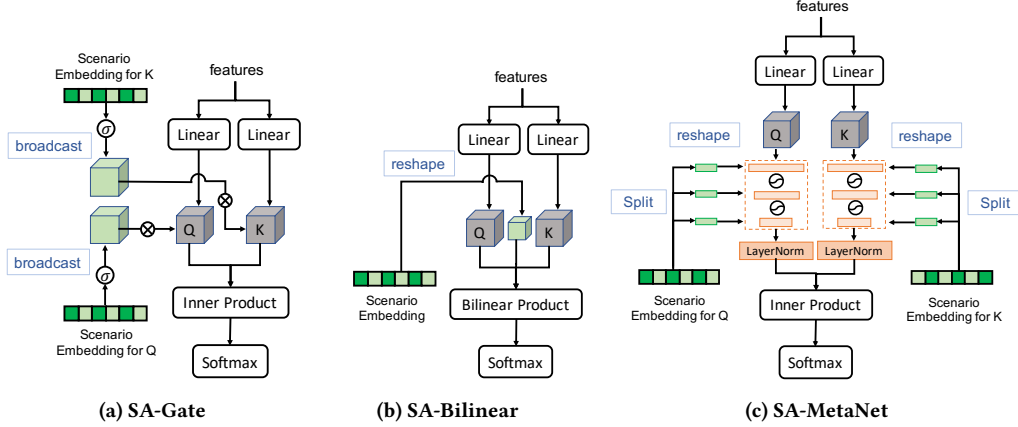 Scenario
Embedding for K
σ
broadcast
features
Linear
Linear
Q
K
broadcast
σ
Scenario
Embedding for Q
Inner Product
Softmax
(a) SA-Gate
features
Linear
Linear
reshape
Q
K
Scenario
Embedding
Bilinear Product
Softmax
(b) SA-Bilinear
features
Linear
Linear
Q
K
reshape
reshape
Split
Split
LayerNorm
LayerNorm
Scenario
Embedding for Q
Scenario
Embedding for K
Inner Product
Softmax
(c) SA-MetaNet